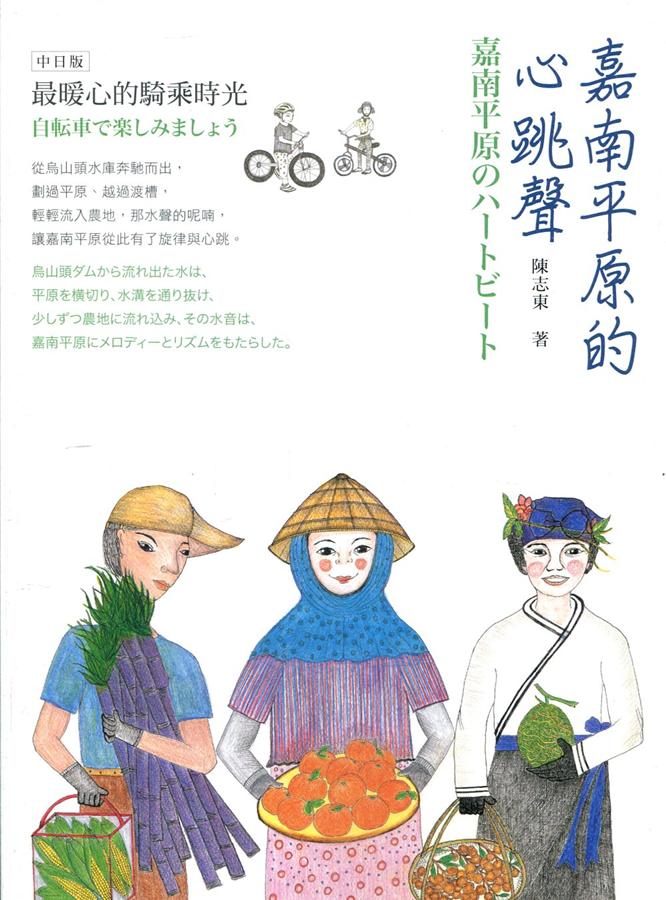 嘉南平原的
心跳聲
嘉南平原のハートビート
陳志東 著
中日版
最暖心的騎乘時光
自転車で楽しみましょう
從烏山頭水庫奔馳而出，
劃過平原、越過渡槽，
輕輕流入農地，那水聲的呢喃，
讓嘉南平原從此有了旋律與心跳。
烏山頭ダムから流れ出た水は、
平原を横切り、水溝を通り抜け、
少しずつ農地に流れ込み、その水音は、
嘉南平原にメロディーとリズムをもたらした。